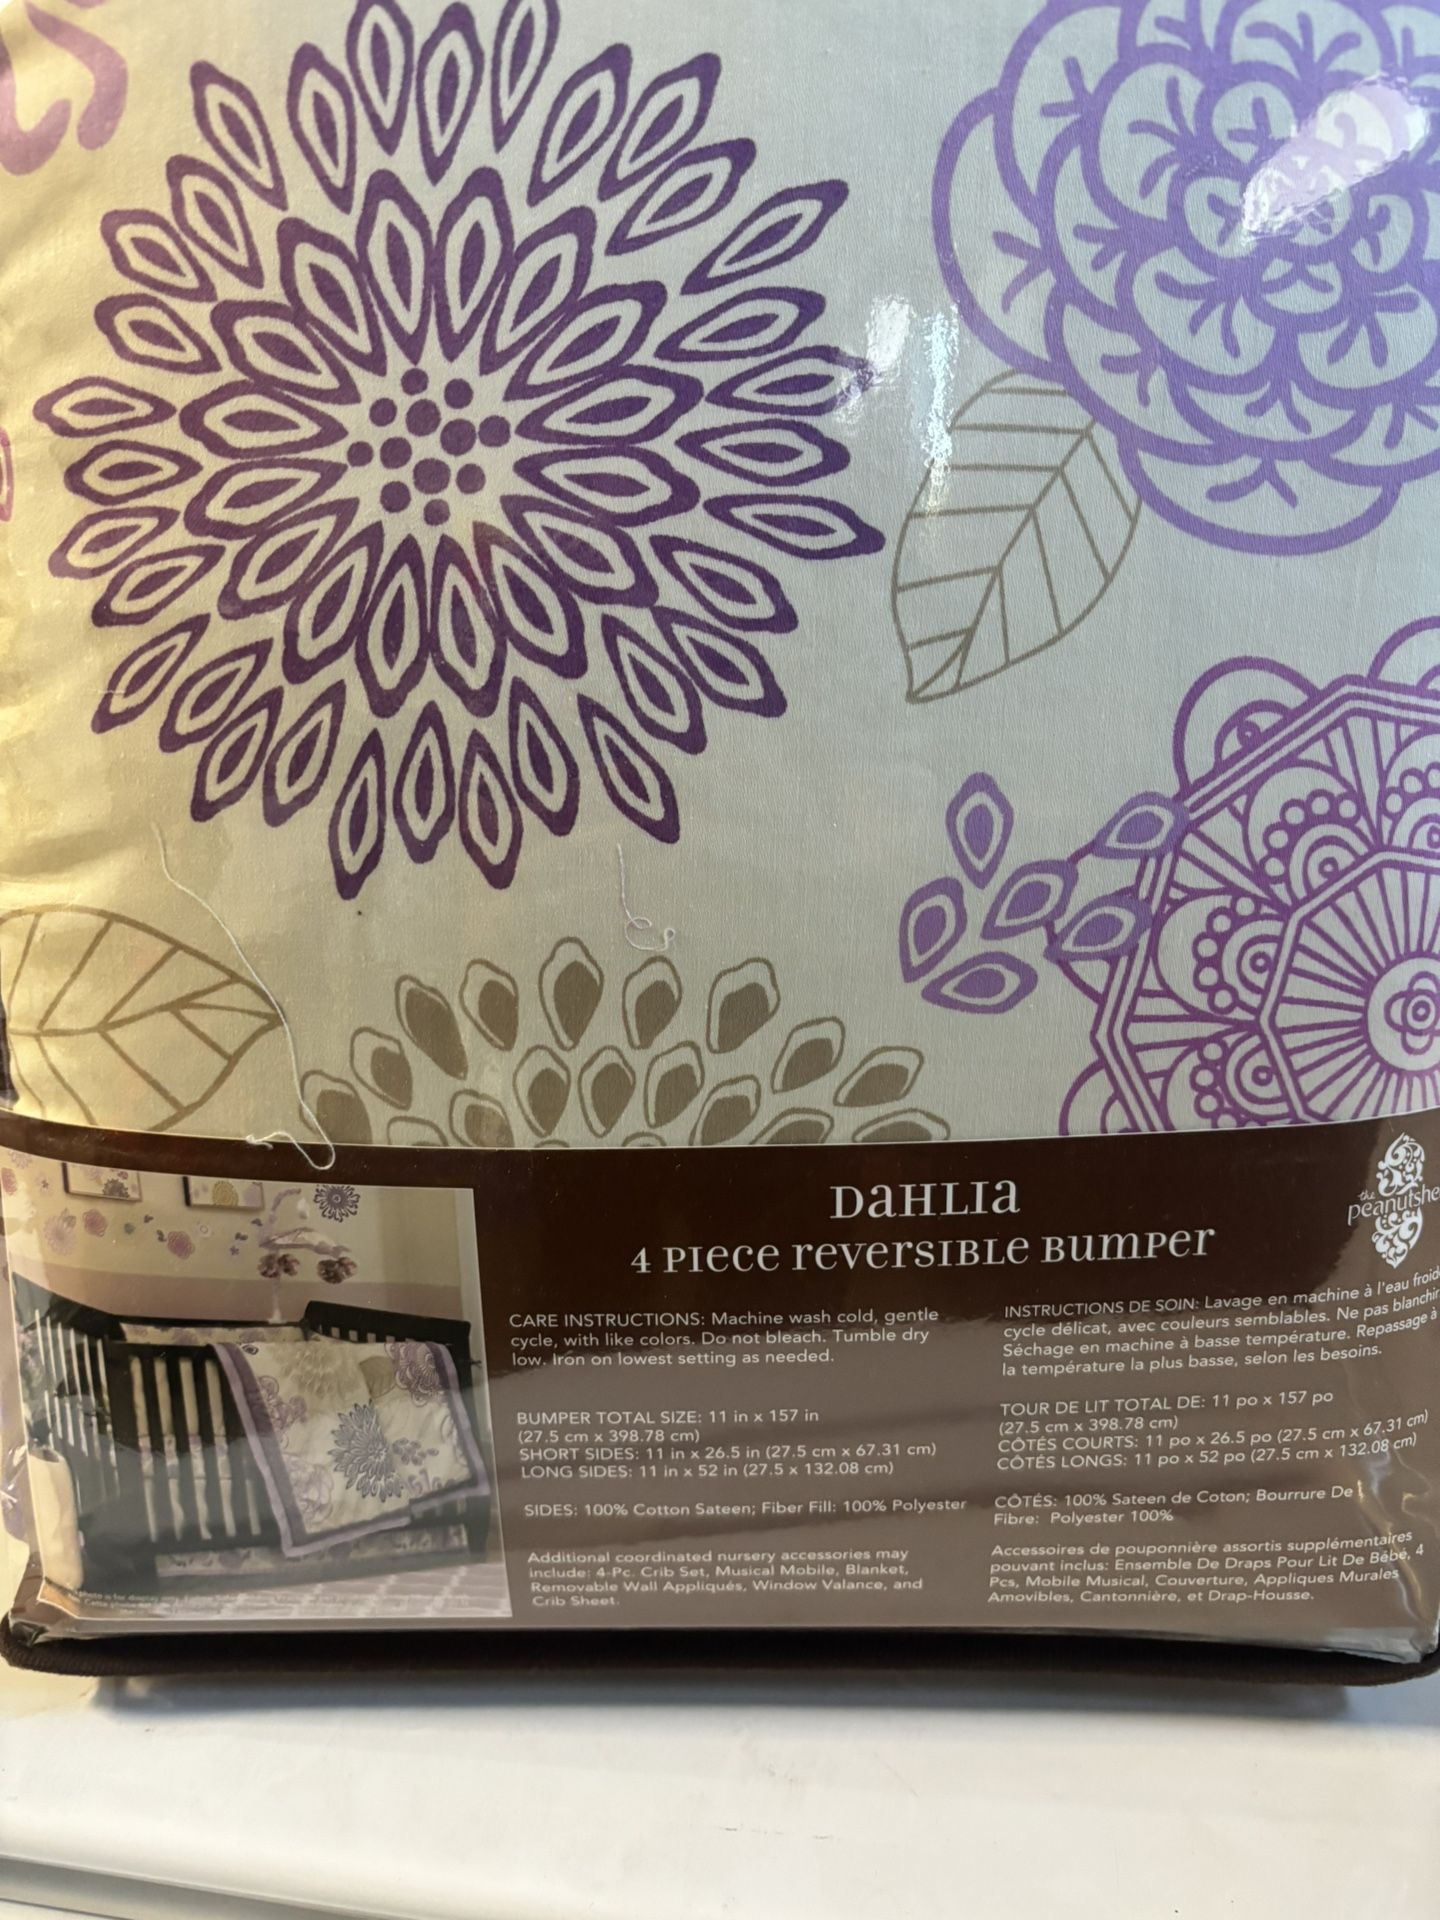 DaHLIa
4 PIece reversIBLe BumPer
the
peanutshe
CARE INSTRUCTIONS: Machine wash cold, gentle
cycle, with like colors. Do not bleach. Tumble dry
low. Iron on lowest setting as needed.
BUMPER TOTAL SIZE: 11 in x 157 in
(27.5 cm x 398.78 cm)
SHORT SIDES: 11 in x 26.5 in (27.5 cm x 67.31 cm)
LONG SIDES: 11 in x 52 in (27.5 x 132.08 cm)
SIDES: 100% Cotton Sateen; Fiber Fill: 100% Polyester
Additional coordinated nursery accessories may
include: 4-Pc. Crib Set, Musical Mobile, Blanket,
Removable Wall Appliqués, Window Valance, and
Crib Sheet.
INSTRUCTIONS DE SOIN: Lavage en machine à l'eau froid
cycle délicat, avec couleurs semblables. Ne pas blanchir
Séchage en machine à basse température. Repassage à
la température la plus basse, selon les besoins.
TOUR DE LIT TOTAL DE: 11 po x 157 po
(27.5 cm x 398.78 cm)
CÔTÉS COURTS: 11 po x 26.5 po (27.5 cm x 67.31 cm)
CÔTÉS LONGS: 11 po x 52 po (27.5 cm x 132.08 cm)
CÔTÉS: 100% Sateen de Coton; Bourrure De
Fibre: Polyester 100%
Accessoires de pouponnière assortis supplémentaires
pouvant inclus: Ensemble De Draps Pour Lit De Bébé, 4
Pcs, Mobile Musical, Couverture, Appliques Murales
Amovibles, Cantonnière, et Drap-Housse.